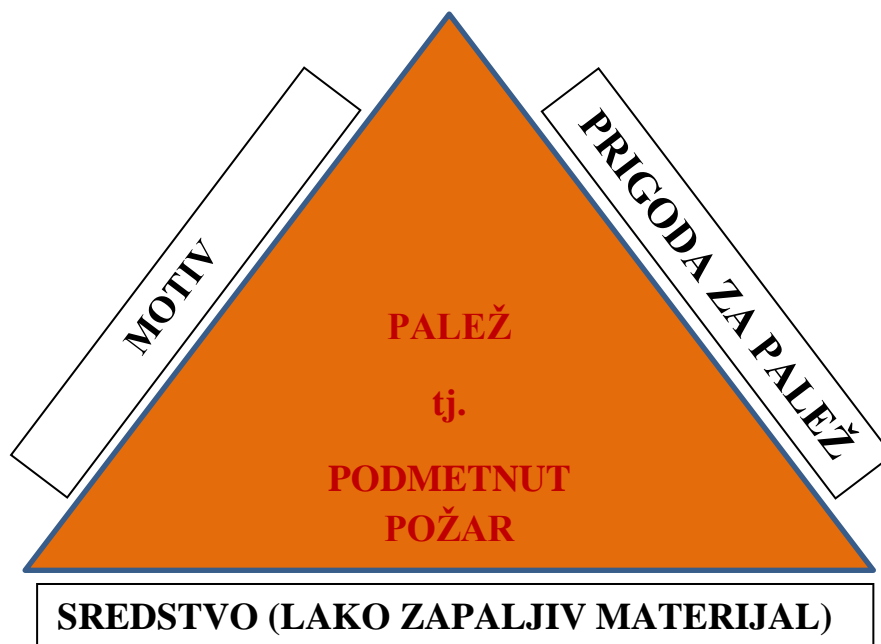 MOTIV
PRIGODA ZA PALEŽ
PALEŽ
tj.
PODMETNUT
POŽAR
SREDSTVO (LAKO ZAPALJIV MATERIJAL)